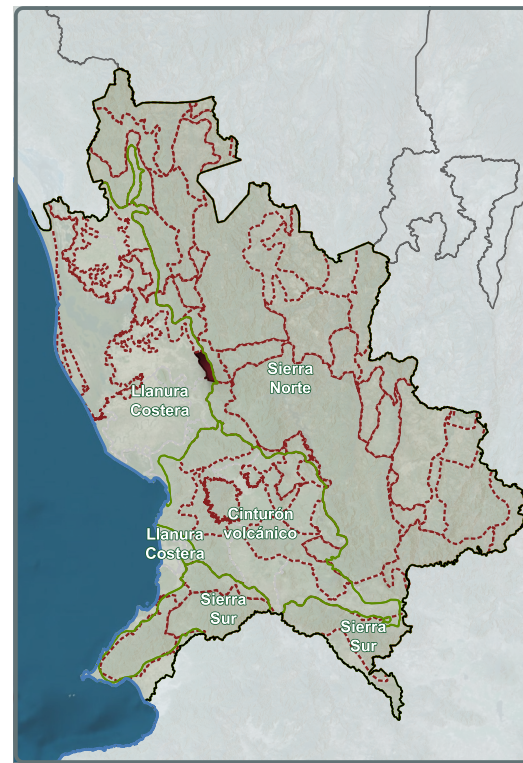 Sierra
Norte
Llanura
Costera
Cinturón
volcánico
Llanura
Costera
Sierra
Sur
Sierra
Sur